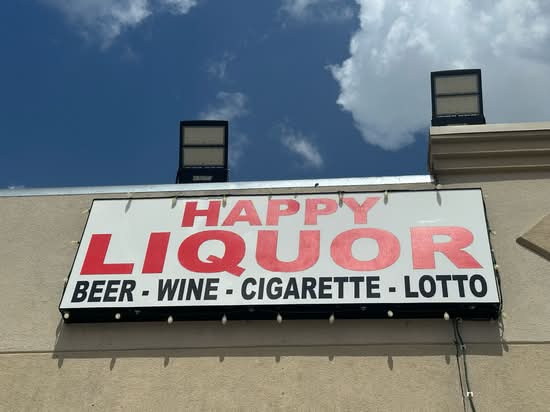 HAPPY
LIQUOR
BEER - WINE - CIGARETTE - LOTTO